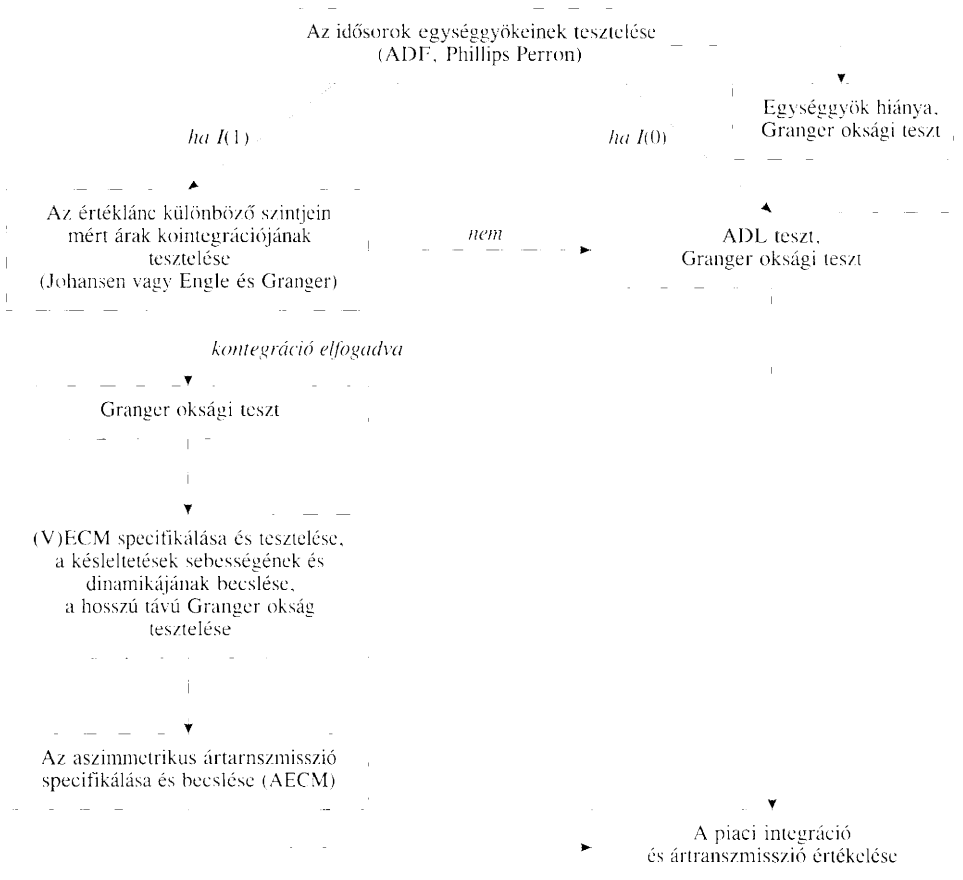 Az idősorok egységgyökeinek tesztelése
(ADF, Phillips Perron)
Egységgyök hiánya,
Granger oksági teszt
ha I(1)
ha I(0)
Az értéklánc különböző szintjein
mért árak kointegrációjának
tesztelése
(Johansen vagy Engle és Granger)
nem
ADL teszt,
Granger oksági teszt
kontegráció elfogadva
Granger oksági teszt
(V)ECM specifikálása és tesztelése,
a késleltetések sebességének és
dinamikájának becslése,
a hosszú távú Granger okság
tesztelése
Az aszimmetrikus ártarnszmisszió
specifikálása és becslése (AECM)
A piaci integráció
és ártranszmisszió értékelése